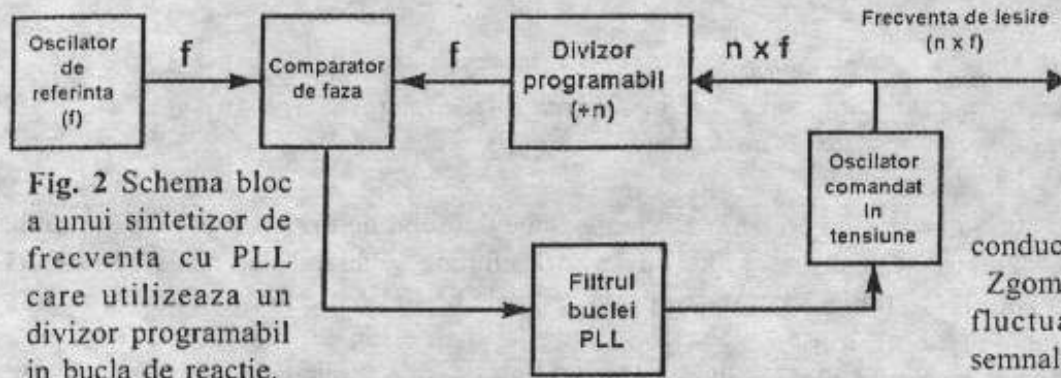 Oscilator
de
referinta
(f)
f
Comparator
de faza
f
Divizor
programabil
(÷n)
n x f
Frecventa de Iesire
(n x f)
Oscilator
comandat
in
tensiune
Filtrul
buclei
PLL
Fig. 2 Schema bloc
a unui sintetizor de
frecventa cu PLL
care utilizeaza un
divizor programabil
in bucla de reactie.
conduc
Zgom
fluctua
semnal